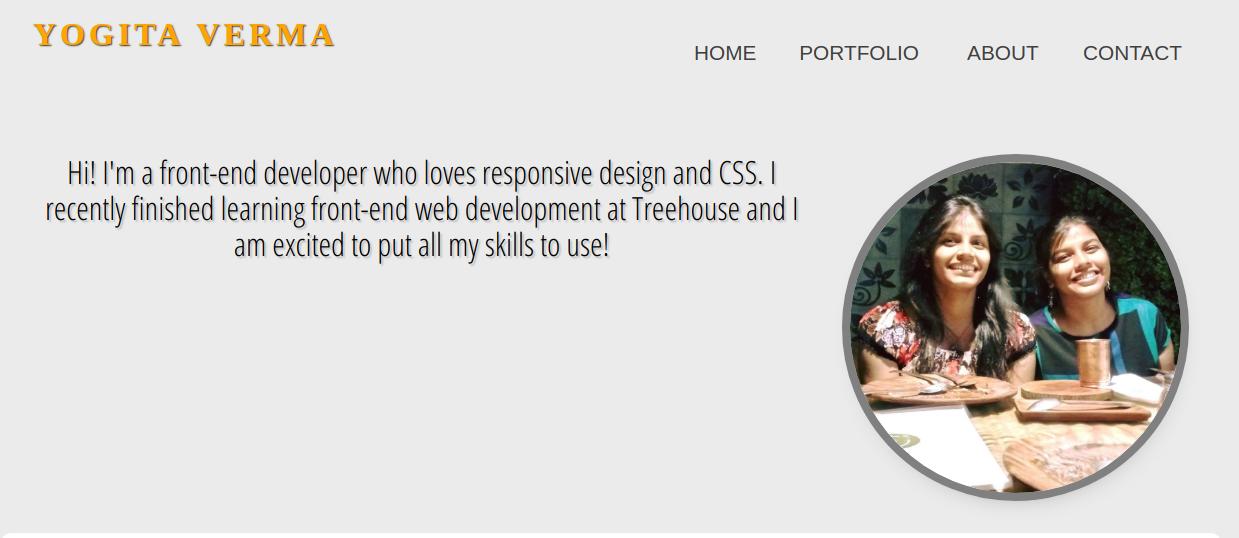 YOGITA VERMA
HOME PORTFOLIO ABOUT CONTACT
Hi! I'm a front-end developer who loves responsive design and CSS. I
recently finished learning front-end web development at Treehouse and I
am excited to put all my skills to use!